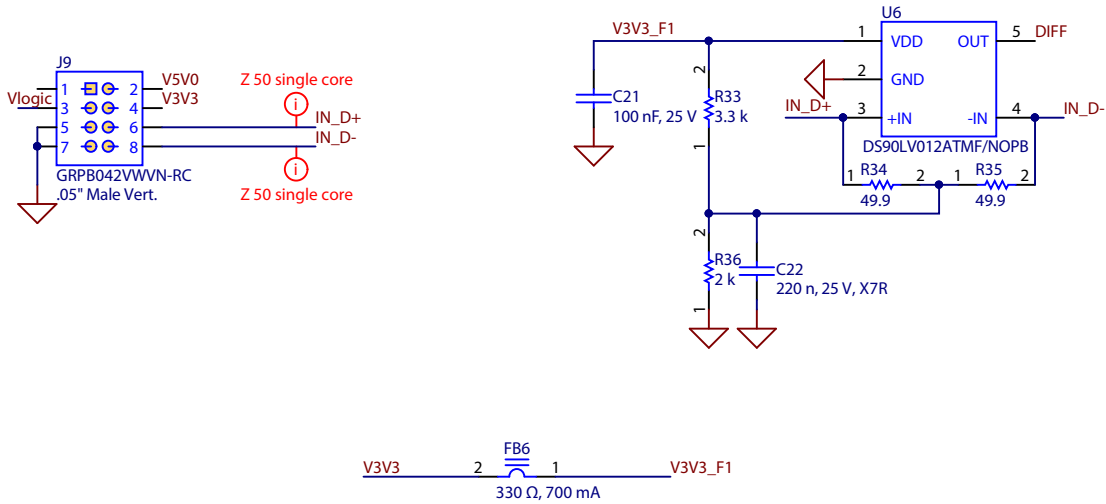 J9
1 2 V5V0
Vlogic 3 4 V3V3
5 6 IN_D+
7 8 IN_D-
GRPB042VWVN-RC
.05" Male Vert.
Z 50 single core
i
i
Z 50 single core
U6
V3V3_F1 1 VDD OUT 5 DIFF
2 GND
IN_D+ 3 +IN -IN 4 IN_D-
DS90LV012ATMF/NOPB
C21
100 nF, 25 V
2
R33
3.3 k
1
R34
1 2
49.9
R35
1 2
49.9
2
R36
2 k
1
C22
220 n, 25 V, X7R
FB6
V3V3 2 1 V3V3_F1
330 Ω, 700 mA